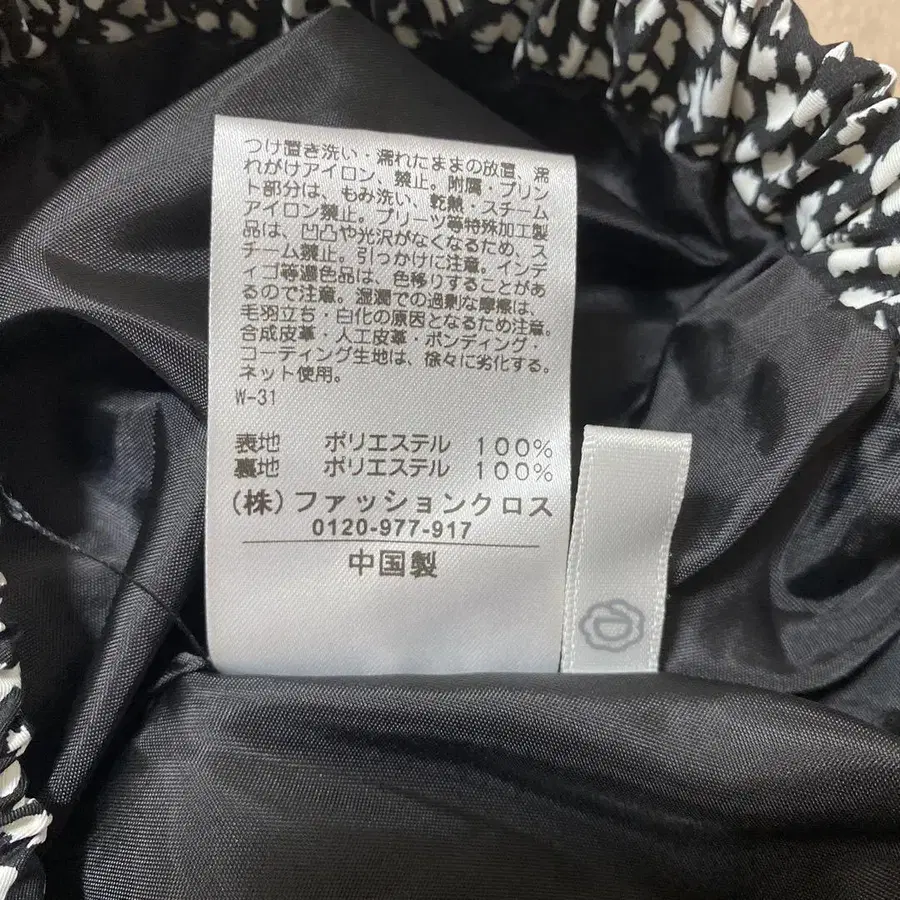 つけ置き洗い・濡れたままの放置、濡
れがけアイロン、禁止。附属・プリン
ト部分は、もみ洗い、乾熱・スチーム
アイロン禁止。プリーツ等特殊加工製
品は、凹凸や光沢がなくなるため、ス
チーム禁止。引っかけに注意。インデ
ィゴ等濃色品は、色移りすることがあ
るので注意。湿潤での過剰な摩擦は、
毛羽立ち・白化の原因となるため注意。
合成皮革・人工皮革・ボンディング・
コーティング生地は、徐々に劣化する。
ネット使用。
W-31
表地 ポリエステル 100%
裏地 ポリエステル 100%
(株)ファッションクロス
0120-977-917
中国製